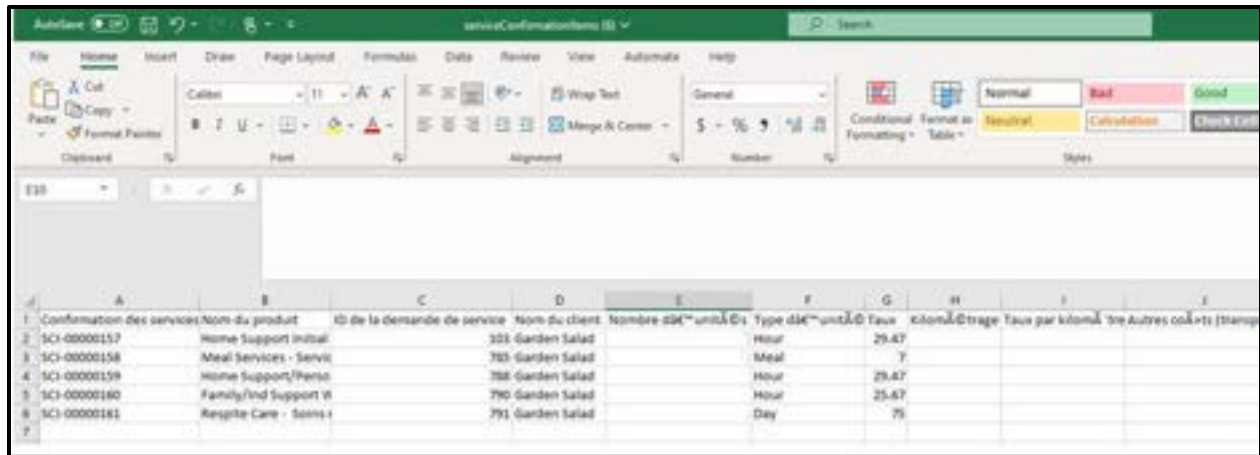 AutoSave Off serviceConfirmationItems (6) Search
File Home Insert Draw Page Layout Formulas Data Review View Automate Help
Paste Cut Copy Format Painter Calibri 11 A A B I U A Wrap Text Merge & Center General $ % Conditional Formatting Format as Table Normal Bad Good Neutral Calculation Check Cell
Clipboard Font Alignment Number Styles
E10 fx
A B C D E F G H I J
1 Confirmation des services Nom du produit ID de la demande de service Nom du client Nombre dâ€™unitÃ©s Type dâ€™unitÃ© Taux KilomÃ©trage Taux par kilomÃ¨tre Autres coÃ»ts (transp
2 SCI-00000157 Home Support Initial 103 Garden Salad Hour 29.47
3 SCI-00000158 Meal Services - Servic 785 Garden Salad Meal 7
4 SCI-00000159 Home Support/Perso 788 Garden Salad Hour 29.47
5 SCI-00000160 Family/Ind Support W 790 Garden Salad Hour 25.67
6 SCI-00000161 Respite Care - Soins r 791 Garden Salad Day 75
7